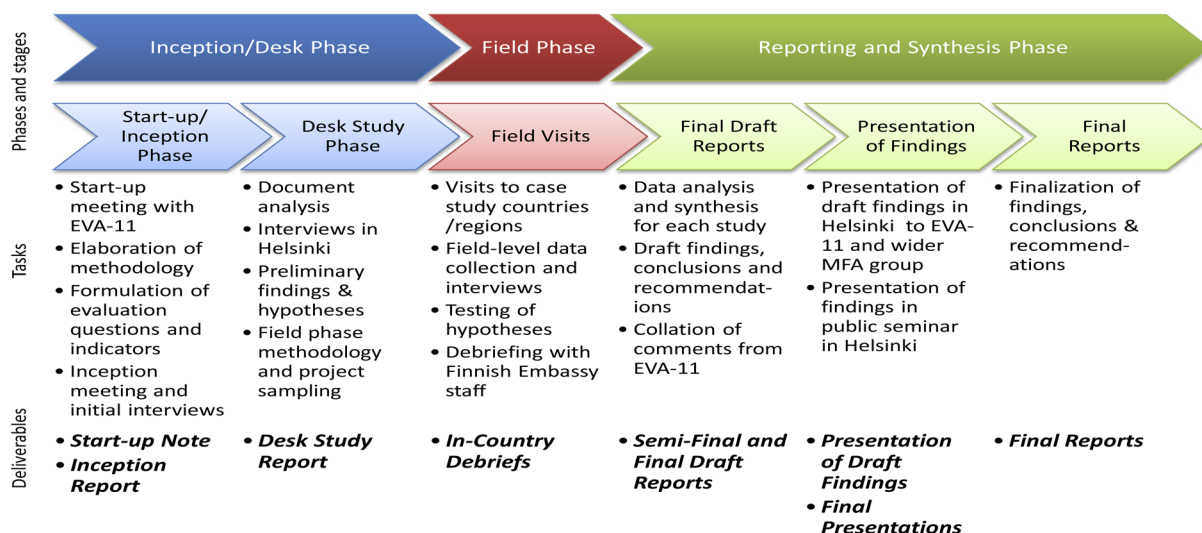 Phases and stages
Inception/Desk Phase
Field Phase
Reporting and Synthesis Phase
Start-up/
Inception
Phase
Desk Study
Phase
Field Visits
Final Draft
Reports
Presentation
of Findings
Final
Reports
Tasks
• Start-up
meeting with
EVA-11
• Elaboration of
methodology
• Formulation of
evaluation
questions and
indicators
• Inception
meeting and
initial interviews
• Document
analysis
• Interviews in
Helsinki
• Preliminary
findings &
hypotheses
• Field phase
methodology
and project
sampling
• Visits to case
study countries
/regions
• Field-level data
collection and
interviews
• Testing of
hypotheses
• Debriefing with
Finnish Embassy
staff
• Data analysis
and synthesis
for each study
• Draft findings,
conclusions and
recommendat-
ions
• Collation of
comments from
EVA-11
• Presentation of
draft findings in
Helsinki to EVA-
11 and wider
MFA group
• Presentation of
findings in
public seminar
in Helsinki
• Finalization of
findings,
conclusions &
recommend-
ations
Deliverables
• Start-up Note
• Inception
Report
• Desk Study
Report
• In-Country
Debriefs
• Semi-Final and
Final Draft
Reports
• Presentation
of Draft
Findings
• Final
Presentations
• Final Reports